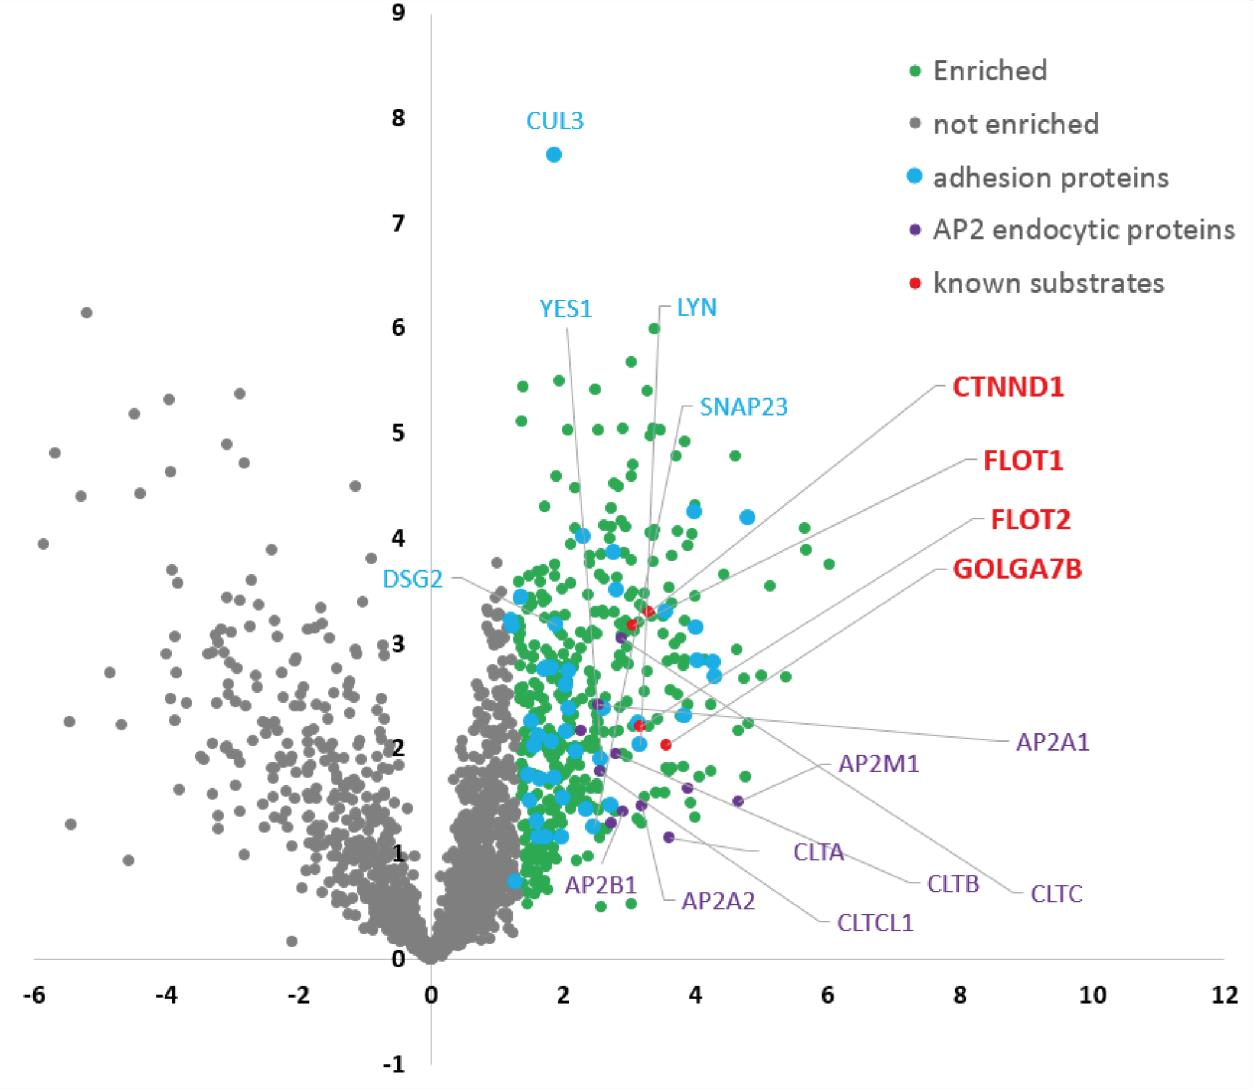 9
8
7
6
5
4
3
2
1
0
-1
-6
-4
-2
0
2
4
6
8
10
12
Enriched
not enriched
adhesion proteins
AP2 endocytic proteins
known substrates
CUL3
YES1
LYN
SNAP23
CTNND1
FLOT1
FLOT2
GOLGA7B
DSG2
AP2A1
AP2M1
CLTA
CLTB
CLTC
AP2B1
AP2A2
CLTCL1